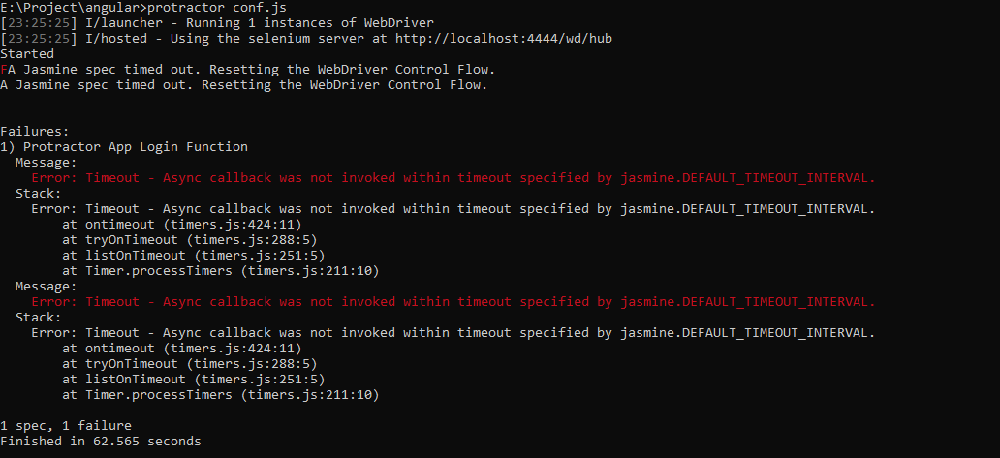 E:\Project\angular>protractor conf.js
[23:25:25] I/launcher - Running 1 instances of WebDriver
[23:25:25] I/hosted - Using the selenium server at http://localhost:4444/wd/hub
Started
FA Jasmine spec timed out. Resetting the WebDriver Control Flow.
A Jasmine spec timed out. Resetting the WebDriver Control Flow.
Failures:
1) Protractor App Login Function
Message:
Error: Timeout - Async callback was not invoked within timeout specified by jasmine.DEFAULT_TIMEOUT_INTERVAL.
Stack:
Error: Timeout - Async callback was not invoked within timeout specified by jasmine.DEFAULT_TIMEOUT_INTERVAL.
at ontimeout (timers.js:424:11)
at tryOnTimeout (timers.js:288:5)
at listOnTimeout (timers.js:251:5)
at Timer.processTimers (timers.js:211:10)
Message:
Error: Timeout - Async callback was not invoked within timeout specified by jasmine.DEFAULT_TIMEOUT_INTERVAL.
Stack:
Error: Timeout - Async callback was not invoked within timeout specified by jasmine.DEFAULT_TIMEOUT_INTERVAL.
at ontimeout (timers.js:424:11)
at tryOnTimeout (timers.js:288:5)
at listOnTimeout (timers.js:251:5)
at Timer.processTimers (timers.js:211:10)
1 spec, 1 failure
Finished in 62.565 seconds